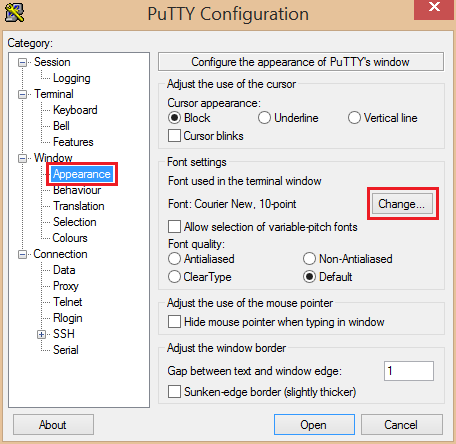 PuTTY Configuration
Category:
Session
Logging
Terminal
Keyboard
Bell
Features
Window
Appearance
Behaviour
Translation
Selection
Colours
Connection
Data
Proxy
Telnet
Rlogin
SSH
Serial
Configure the appearance of PuTTY's window
Adjust the use of the cursor
Cursor appearance:
Block Underline Vertical line
Cursor blinks
Font settings
Font used in the terminal window
Font: Courier New, 10-point Change...
Allow selection of variable-pitch fonts
Font quality:
Antialiased Non-Antialiased
ClearType Default
Adjust the use of the mouse pointer
Hide mouse pointer when typing in window
Adjust the window border
Gap between text and window edge: 1
Sunken-edge border (slightly thicker)
About Open Cancel